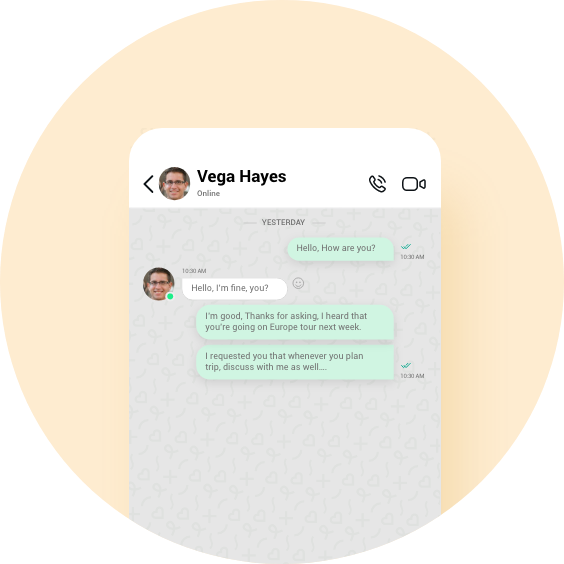 Vega Hayes
Online
YESTERDAY
Hello, How are you?
10:30 AM
10:30 AM
Hello, I'm fine, you?
I'm good, Thanks for asking, I heard that
you're going on Europe tour next week.
I requested you that whenever you plan
trip, discuss with me as well....
10:30 AM